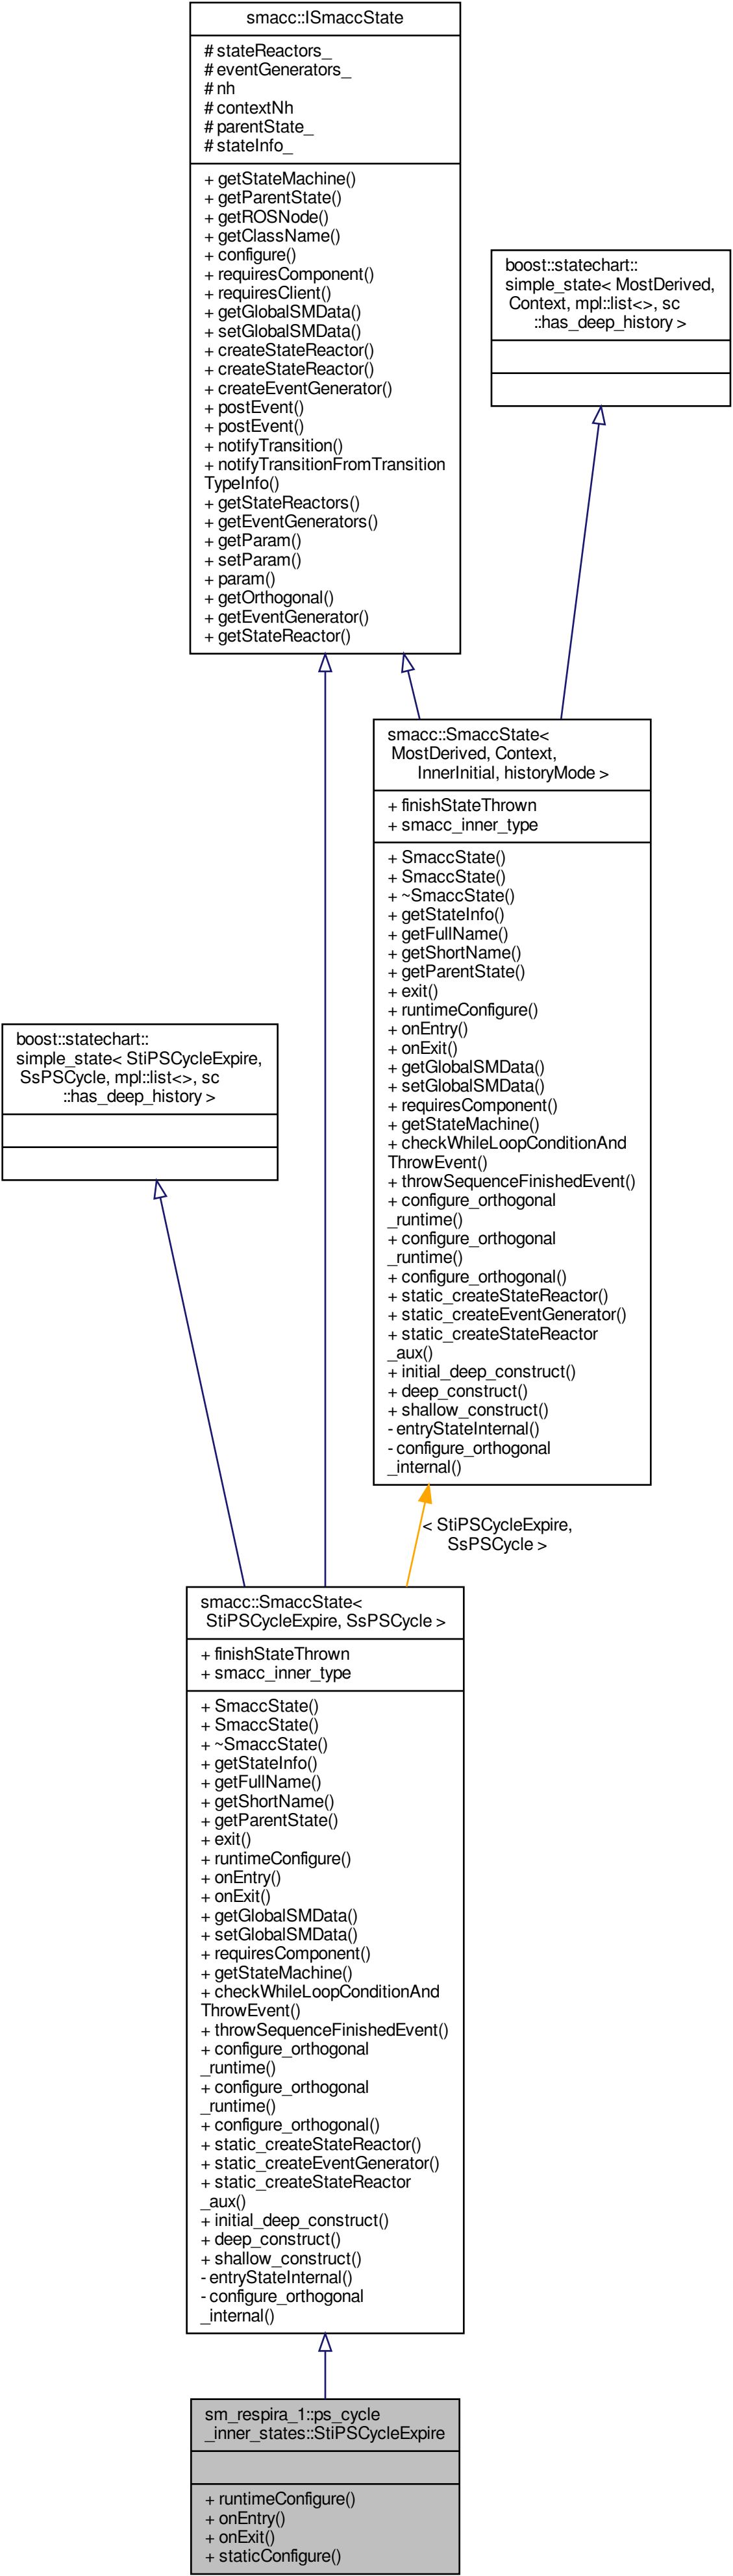 smacc::ISmaccState
# stateReactors_
# eventGenerators_
# nh
# contextNh
# parentState_
# stateInfo_
+ getStateMachine()
+ getParentState()
+ getROSNode()
+ getClassName()
+ configure()
+ requiresComponent()
+ requiresClient()
+ getGlobalSMData()
+ setGlobalSMData()
+ createStateReactor()
+ createStateReactor()
+ createEventGenerator()
+ postEvent()
+ postEvent()
+ notifyTransition()
+ notifyTransitionFromTransition
TypeInfo()
+ getStateReactors()
+ getEventGenerators()
+ getParam()
+ setParam()
+ param()
+ getOrthogonal()
+ getEventGenerator()
+ getStateReactor()
boost::statechart::
simple_state< MostDerived,
Context, mpl::list<>, sc
::has_deep_history >
smacc::SmaccState<
MostDerived, Context,
InnerInitial, historyMode >
+ finishStateThrown
+ smacc_inner_type
+ SmaccState()
+ SmaccState()
+ ~SmaccState()
+ getStateInfo()
+ getFullName()
+ getShortName()
+ getParentState()
+ exit()
+ runtimeConfigure()
+ onEntry()
+ onExit()
+ getGlobalSMData()
+ setGlobalSMData()
+ requiresComponent()
+ getStateMachine()
+ checkWhileLoopConditionAnd
ThrowEvent()
+ throwSequenceFinishedEvent()
+ configure_orthogonal
_runtime()
+ configure_orthogonal
_runtime()
+ configure_orthogonal()
+ static_createStateReactor()
+ static_createEventGenerator()
+ static_createStateReactor
_aux()
+ initial_deep_construct()
+ deep_construct()
+ shallow_construct()
- entryStateInternal()
- configure_orthogonal
_internal()
boost::statechart::
simple_state< StiPSCycleExpire,
SsPSCycle, mpl::list<>, sc
::has_deep_history >
< StiPSCycleExpire,
SsPSCycle >
smacc::SmaccState<
StiPSCycleExpire, SsPSCycle >
+ finishStateThrown
+ smacc_inner_type
+ SmaccState()
+ SmaccState()
+ ~SmaccState()
+ getStateInfo()
+ getFullName()
+ getShortName()
+ getParentState()
+ exit()
+ runtimeConfigure()
+ onEntry()
+ onExit()
+ getGlobalSMData()
+ setGlobalSMData()
+ requiresComponent()
+ getStateMachine()
+ checkWhileLoopConditionAnd
ThrowEvent()
+ throwSequenceFinishedEvent()
+ configure_orthogonal
_runtime()
+ configure_orthogonal
_runtime()
+ configure_orthogonal()
+ static_createStateReactor()
+ static_createEventGenerator()
+ static_createStateReactor
_aux()
+ initial_deep_construct()
+ deep_construct()
+ shallow_construct()
- entryStateInternal()
- configure_orthogonal
_internal()
sm_respira_1::ps_cycle
_inner_states::StiPSCycleExpire
+ runtimeConfigure()
+ onEntry()
+ onExit()
+ staticConfigure()